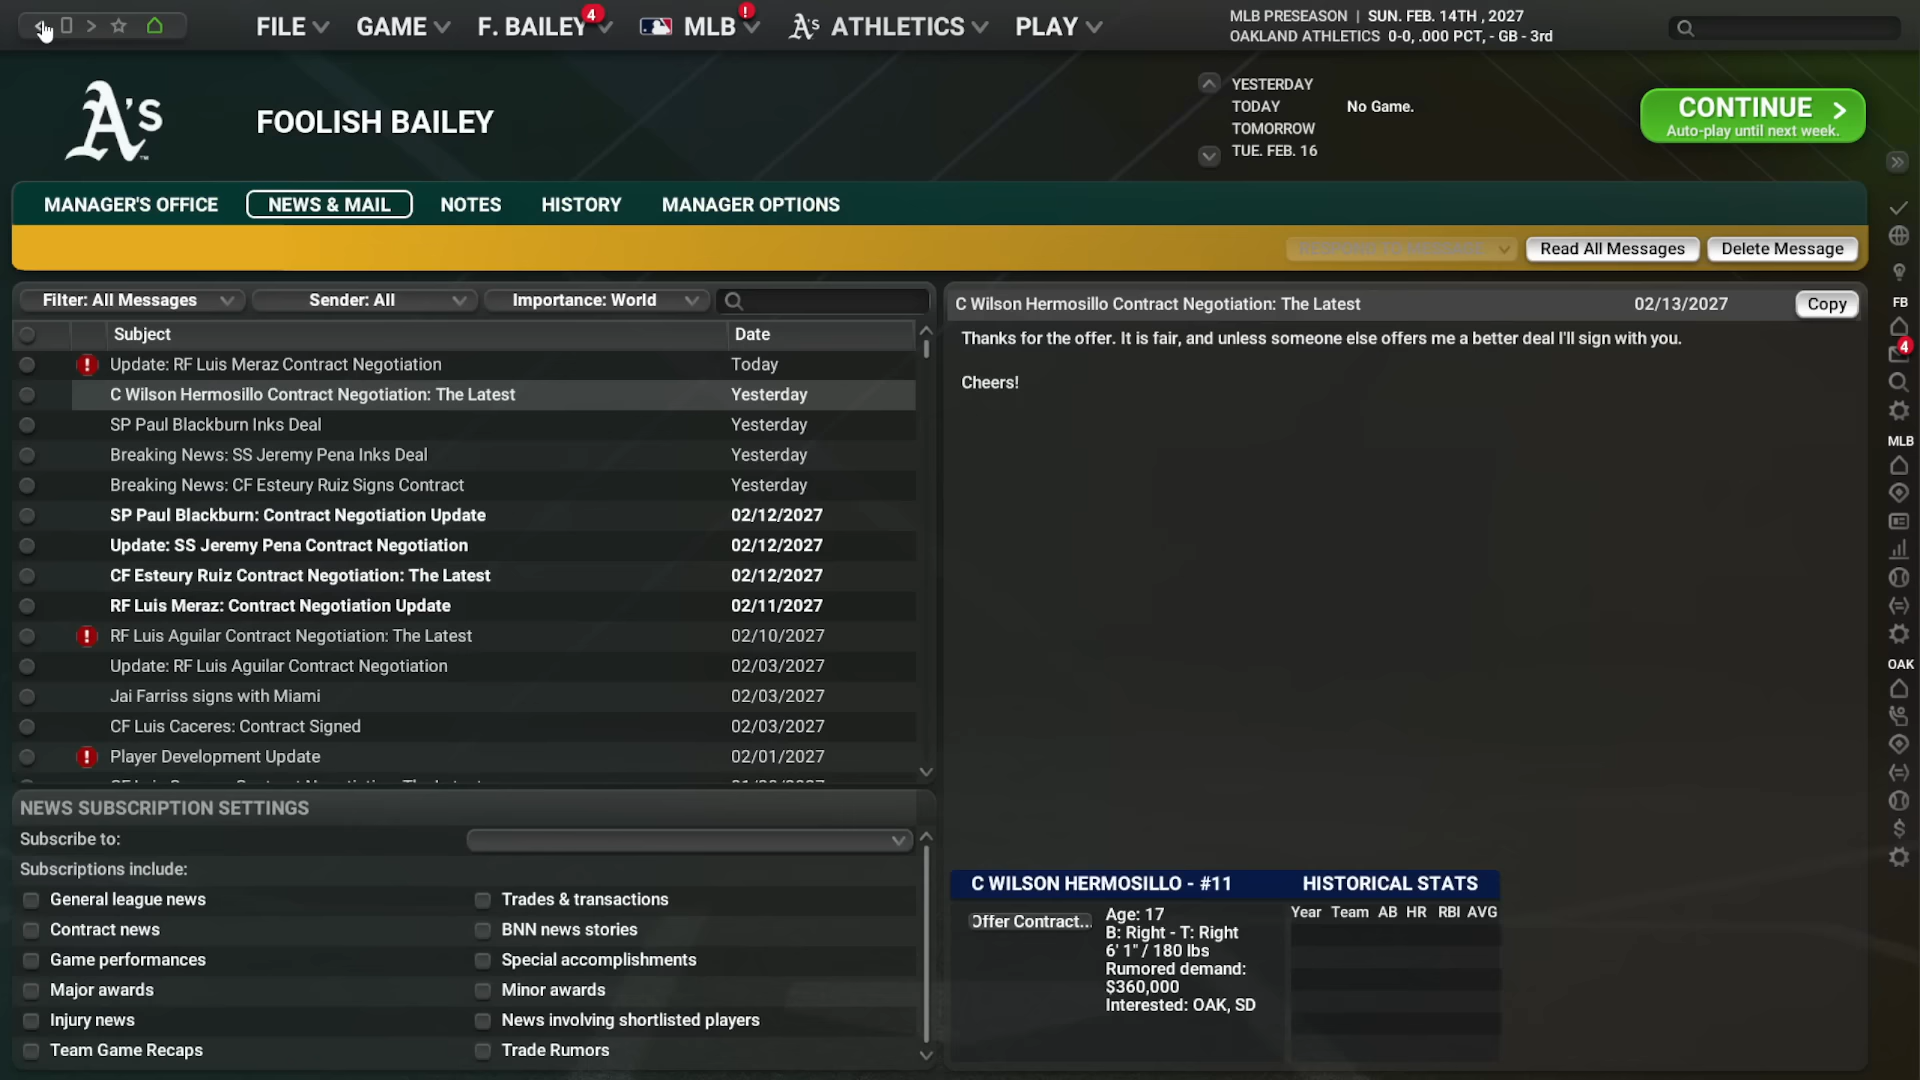 FILE
GAME
F. BAILEY
4
MLB
!
A's ATHLETICS
PLAY
MLB PRESEASON | SUN. FEB. 14TH , 2027
OAKLAND ATHLETICS 0-0, .000 PCT, - GB - 3rd
A's
FOOLISH BAILEY
YESTERDAY
TODAY No Game.
TOMORROW
TUE. FEB. 16
CONTINUE
Auto-play until next week.
MANAGER'S OFFICE
NEWS & MAIL
NOTES
HISTORY
MANAGER OPTIONS
RESPOND TO MESSAGE
Read All Messages
Delete Message
Filter: All Messages
Sender: All
Importance: World
Subject Date
! Update: RF Luis Meraz Contract Negotiation Today
C Wilson Hermosillo Contract Negotiation: The Latest Yesterday
SP Paul Blackburn Inks Deal Yesterday
Breaking News: SS Jeremy Pena Inks Deal Yesterday
Breaking News: CF Esteury Ruiz Signs Contract Yesterday
SP Paul Blackburn: Contract Negotiation Update 02/12/2027
Update: SS Jeremy Pena Contract Negotiation 02/12/2027
CF Esteury Ruiz Contract Negotiation: The Latest 02/12/2027
RF Luis Meraz: Contract Negotiation Update 02/11/2027
! RF Luis Aguilar Contract Negotiation: The Latest 02/10/2027
Update: RF Luis Aguilar Contract Negotiation 02/03/2027
Jai Farriss signs with Miami 02/03/2027
CF Luis Caceres: Contract Signed 02/03/2027
! Player Development Update 02/01/2027
C Wilson Hermosillo Contract Negotiation: The Latest 02/13/2027 Copy
Thanks for the offer. It is fair, and unless someone else offers me a better deal I'll sign with you.
Cheers!
NEWS SUBSCRIPTION SETTINGS
Subscribe to:
Subscriptions include:
General league news Trades & transactions
Contract news BNN news stories
Game performances Special accomplishments
Major awards Minor awards
Injury news News involving shortlisted players
Team Game Recaps Trade Rumors
C WILSON HERMOSILLO - #11
Offer Contract...
Age: 17
B: Right - T: Right
6' 1" / 180 lbs
Rumored demand:
$360,000
Interested: OAK, SD
HISTORICAL STATS
Year Team AB HR RBI AVG
FB
4
MLB
OAK
$